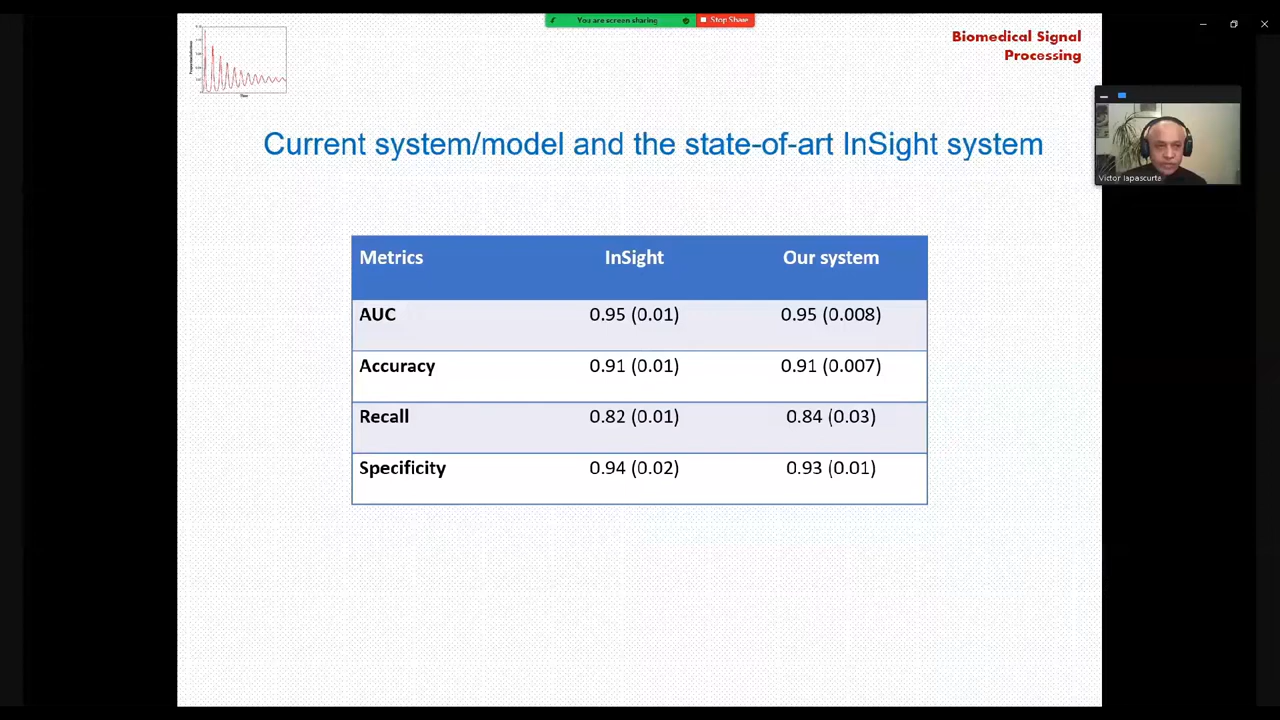 You are screen sharing
Stop Share
Biomedical Signal
Processing
Time
Current system/model and the state-of-art InSight system
Victor Iapascurta
Metrics InSight Our system
AUC 0.95 (0.01) 0.95 (0.008)
Accuracy 0.91 (0.01) 0.91 (0.007)
Recall 0.82 (0.01) 0.84 (0.03)
Specificity 0.94 (0.02) 0.93 (0.01)